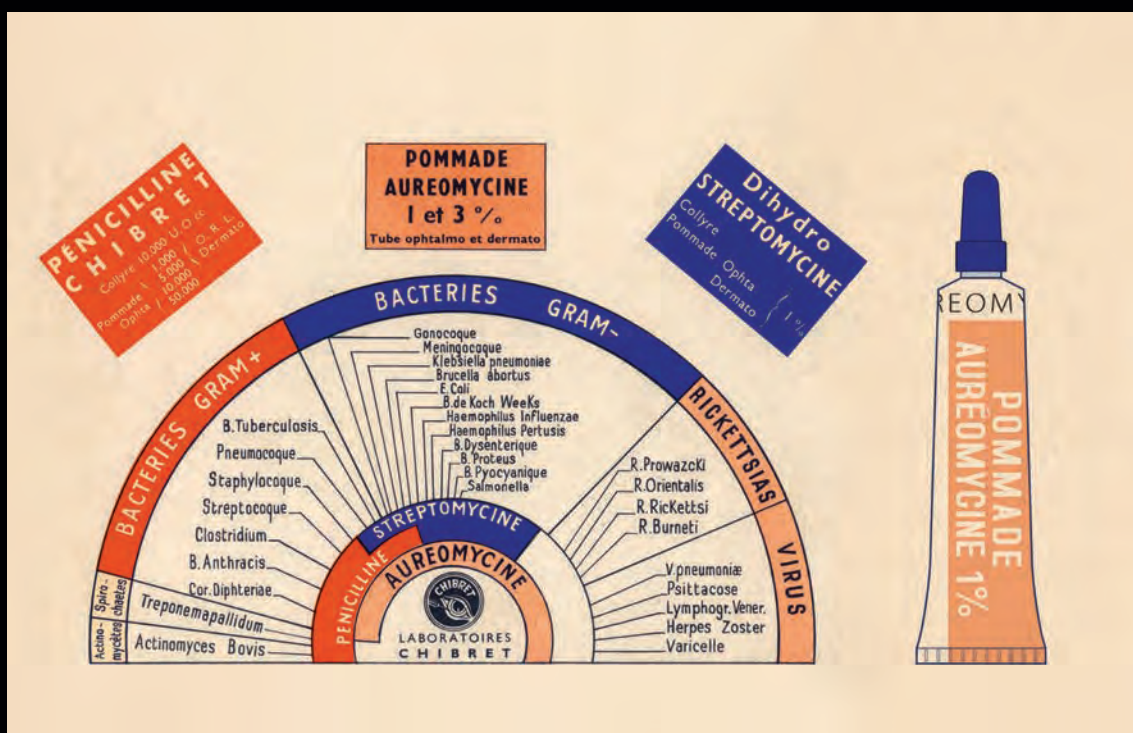 PÉNICILLINE
CHIBRET
Collyre 10.000 U.O cc
Pommade Ophta 1.000 5.000 10.000 50.000 O.R.L. Dermato
POMMADE
AUREOMYCINE
1 et 3 %
Tube ophtalmo et dermato
Dihydro
STREPTOMYCINE
Collyre
Pommade Ophta
Dermato 1%
BACTERIES GRAM+
BACTERIES GRAM-
RICKETTSIAS
VIRUS
Spiro-
chaetes
Actino-
mycètes
B.Tuberculosis
Pneumocoque
Staphylocoque
Streptocoque
Clostridium
B.Anthracis
Cor.Diphteriae
Treponemapallidum
Actinomyces Bovis
Gonocoque
Meningocoque
Klebsiella pneumoniae
Brucella abortus
E.Coli
B.de Koch Weeks
Haemophilus Influenzae
Haemophilus Pertusis
B.Dysenterique
B.Proteus
B.Pyocyanique
Salmonella
R.Prowazcki
R.Orientalis
R.Rickettsi
R.Burneti
V.pneumoniæ
Psittacose
Lymphogr.Vener.
Herpes Zoster
Varicelle
PENICILLINE
STREPTOMYCINE
AUREOMYCINE
CHIBRET
LABORATOIRES
CHIBRET
REOMY
POMMADE
AURÉOMYCINE 1%